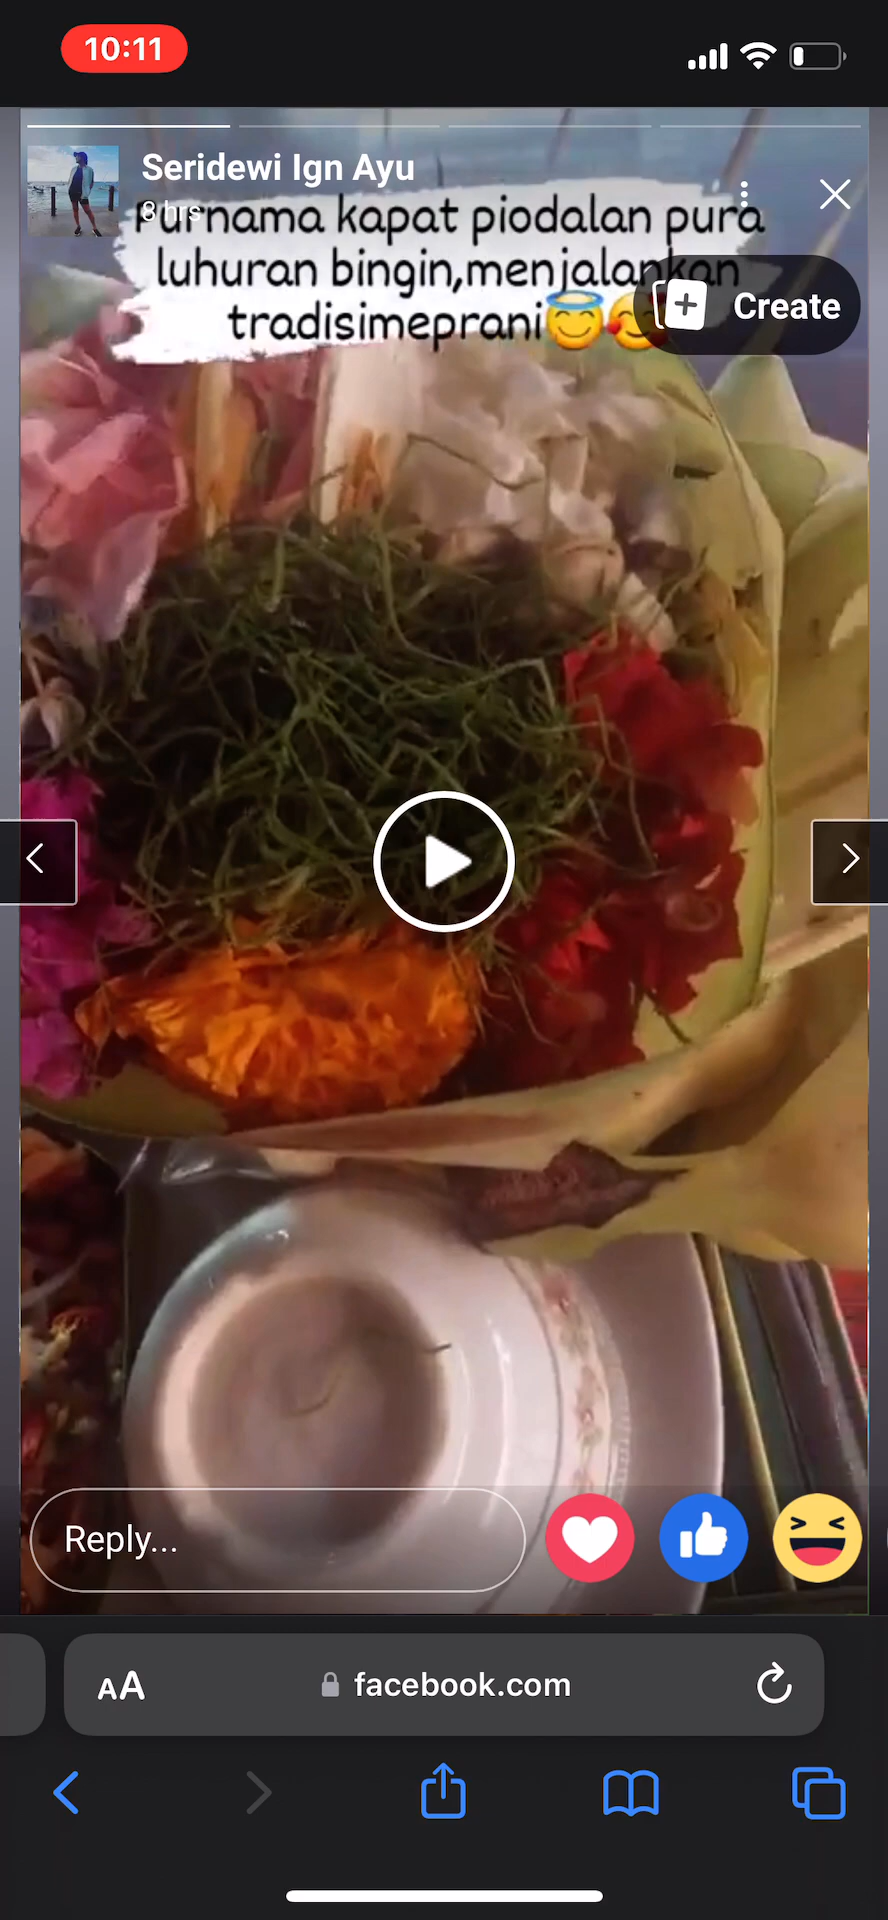 10:11
Seridewi Ign Ayu
8 hrs
Purnama kapat piodalan pura
luhuran bingin,menjalankan
tradisimeprani😇🥰
Create
Reply...
AA
facebook.com